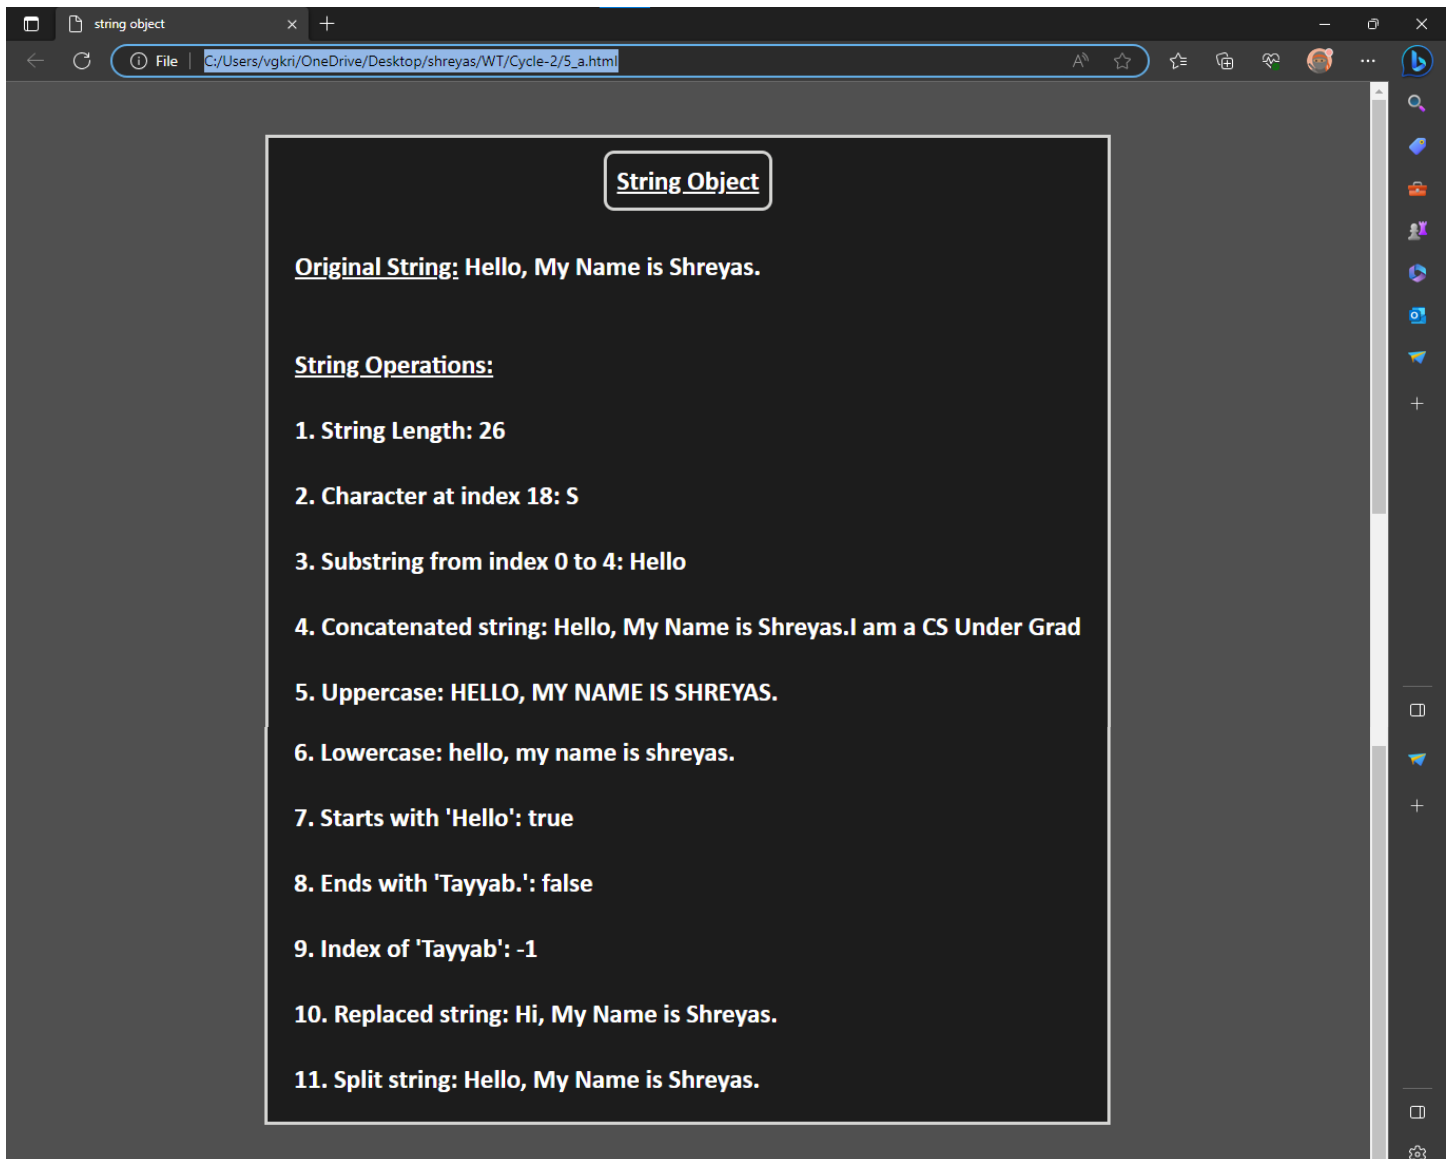 string object
File
C:/Users/vgkri/OneDrive/Desktop/shreyas/WT/Cycle-2/5_a.html
String Object
Original String: Hello, My Name is Shreyas.
String Operations:
1. String Length: 26
2. Character at index 18: S
3. Substring from index 0 to 4: Hello
4. Concatenated string: Hello, My Name is Shreyas.I am a CS Under Grad
5. Uppercase: HELLO, MY NAME IS SHREYAS.
6. Lowercase: hello, my name is shreyas.
7. Starts with 'Hello': true
8. Ends with 'Tayyab.': false
9. Index of 'Tayyab': -1
10. Replaced string: Hi, My Name is Shreyas.
11. Split string: Hello, My Name is Shreyas.